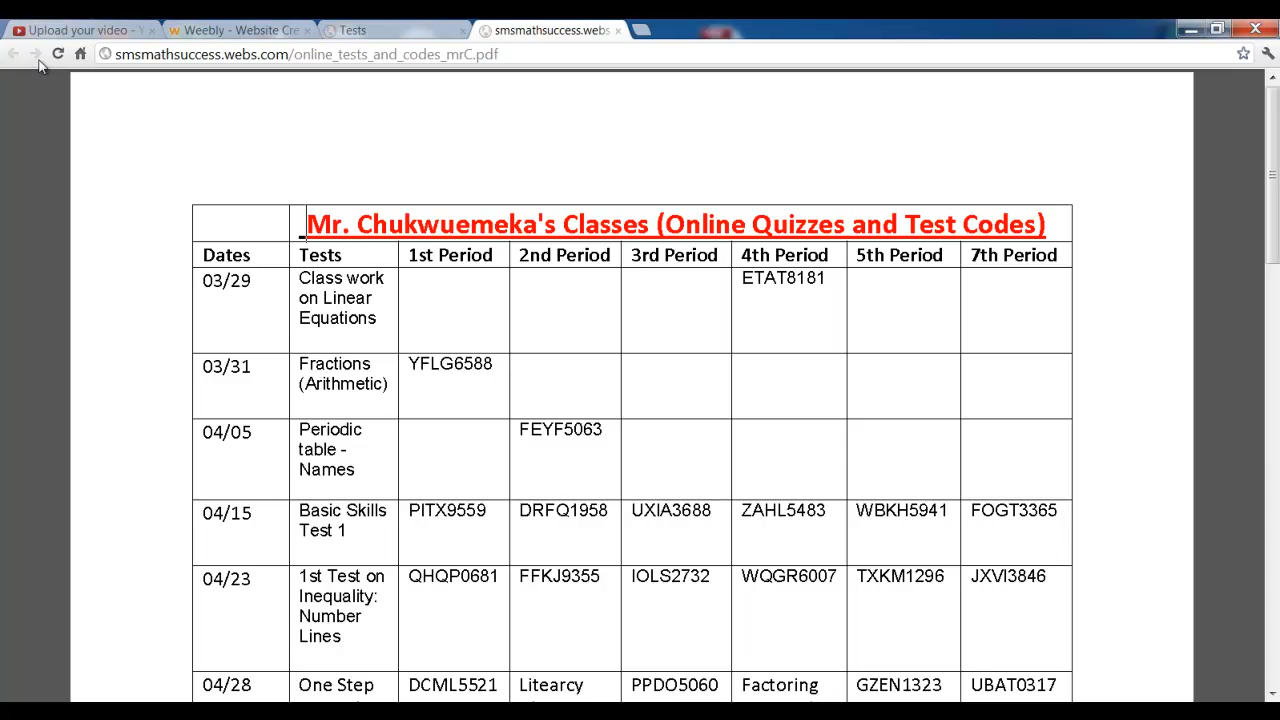 Upload your video - Y
Weebly - Website Cre
Tests
smsmathsuccess.webs
smsmathsuccess.webs.com/online_tests_and_codes_mrC.pdf
Mr. Chukwuemeka's Classes (Online Quizzes and Test Codes)
Dates Tests 1st Period 2nd Period 3rd Period 4th Period 5th Period 7th Period
03/29 Class work ETAT8181
on Linear
Equations
03/31 Fractions YFLG6588
(Arithmetic)
04/05 Periodic FEYF5063
table -
Names
04/15 Basic Skills PITX9559 DRFQ1958 UXIA3688 ZAHL5483 WBKH5941 FOGT3365
Test 1
04/23 1st Test on QHQP0681 FFKJ9355 IOLS2732 WQGR6007 TXKM1296 JXVI3846
Inequality:
Number
Lines
04/28 One Step DCML5521 Litearcy PPDO5060 Factoring GZEN1323 UBAT0317